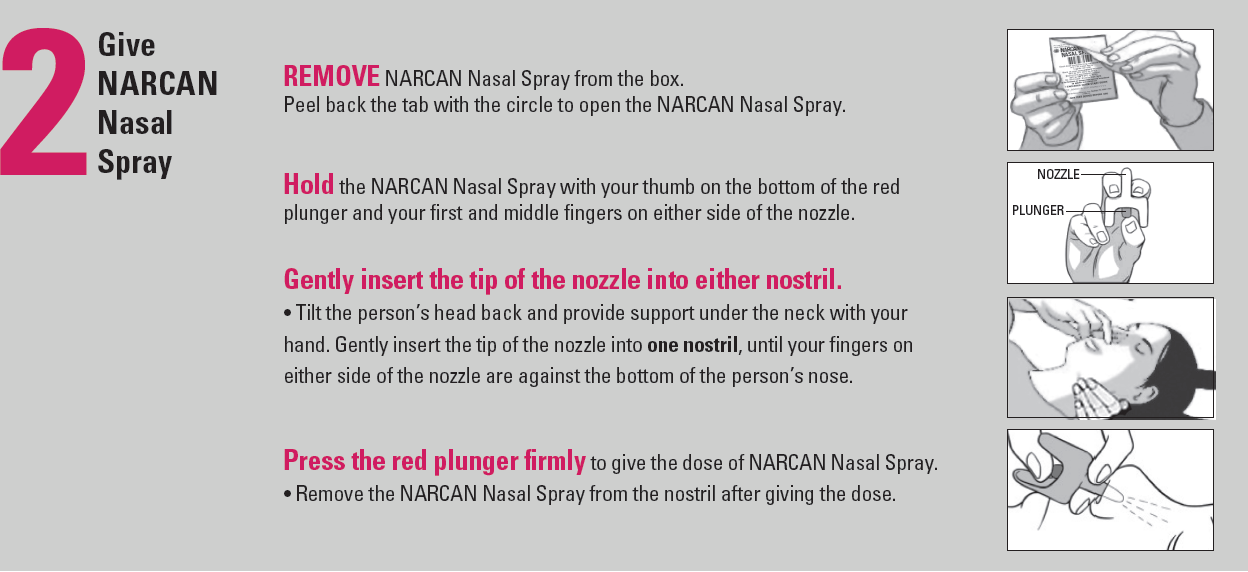 2
Give
NARCAN
Nasal
Spray
REMOVE NARCAN Nasal Spray from the box.
Peel back the tab with the circle to open the NARCAN Nasal Spray.
NARCAN
NASAL
Hold the NARCAN Nasal Spray with your thumb on the bottom of the red
plunger and your first and middle fingers on either side of the nozzle.
NOZZLE
PLUNGER
Gently insert the tip of the nozzle into either nostril.
• Tilt the person’s head back and provide support under the neck with your
hand. Gently insert the tip of the nozzle into one nostril, until your fingers on
either side of the nozzle are against the bottom of the person’s nose.
Press the red plunger firmly to give the dose of NARCAN Nasal Spray.
• Remove the NARCAN Nasal Spray from the nostril after giving the dose.